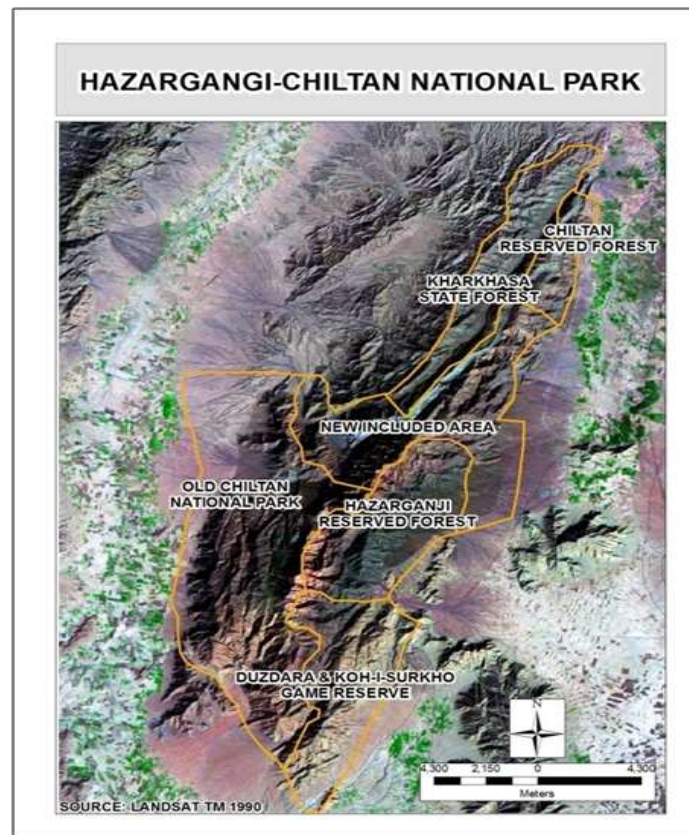 HAZARGANGI-CHILTAN NATIONAL PARK
CHILTAN
RESERVED FOREST
KHARKHASA
STATE FOREST
NEW INCLUDED AREA
OLD CHILTAN
NATIONAL PARK
HAZARGANJI
RESERVED FOREST
DUZDARA & KOH-I-SURKHO
GAME RESERVE
N
4,300 2,150 0 4,300
Meters
SOURCE: LANDSAT TM 1990